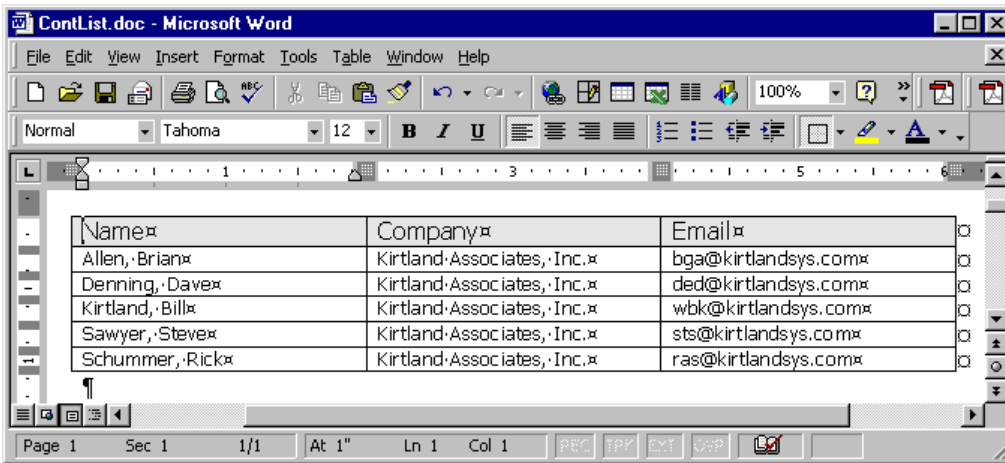 ContList.doc - Microsoft Word
File Edit View Insert Format Tools Table Window Help
ABC 100%
Normal Tahoma 12 B I U A
L 1 3 5 6
Name¤ Company¤ Email¤ ¤
Allen,·Brian¤ Kirtland·Associates,·Inc.¤ bga@kirtlandsys.com¤ ¤
Denning,·Dave¤ Kirtland·Associates,·Inc.¤ ded@kirtlandsys.com¤ ¤
Kirtland,·Bill¤ Kirtland·Associates,·Inc.¤ wbk@kirtlandsys.com¤ ¤
Sawyer,·Steve¤ Kirtland·Associates,·Inc.¤ sts@kirtlandsys.com¤ ¤
Schummer,·Rick¤ Kirtland·Associates,·Inc.¤ ras@kirtlandsys.com¤ ¤
¶
Page 1 Sec 1 1/1 At 1" Ln 1 Col 1 REC TRK EXT OVR